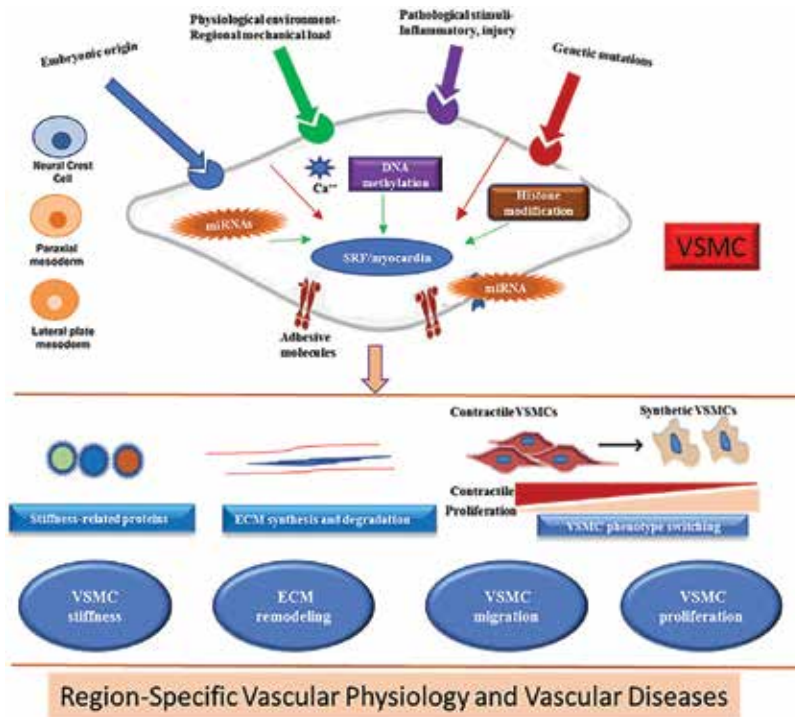 Physiological environment-
Regional mechanical load
Pathological stimuli-
Inflammatory, injury
Embryonic origin
Genetic mutations
Neural Crest
Cell
Paraxial
mesoderm
Lateral plate
mesoderm
Ca⁺⁺
DNA
methylation
miRNAs
Histone
modification
SRF/myocardin
miRNA
Adhesive
molecules
VSMC
Contractile VSMCs
Synthetic VSMCs
Contractile
Proliferation
Stiffness-related proteins
ECM synthesis and degradation
VSMC phenotype switching
VSMC
stiffness
ECM
remodeling
VSMC
migration
VSMC
proliferation
Region-Specific Vascular Physiology and Vascular Diseases